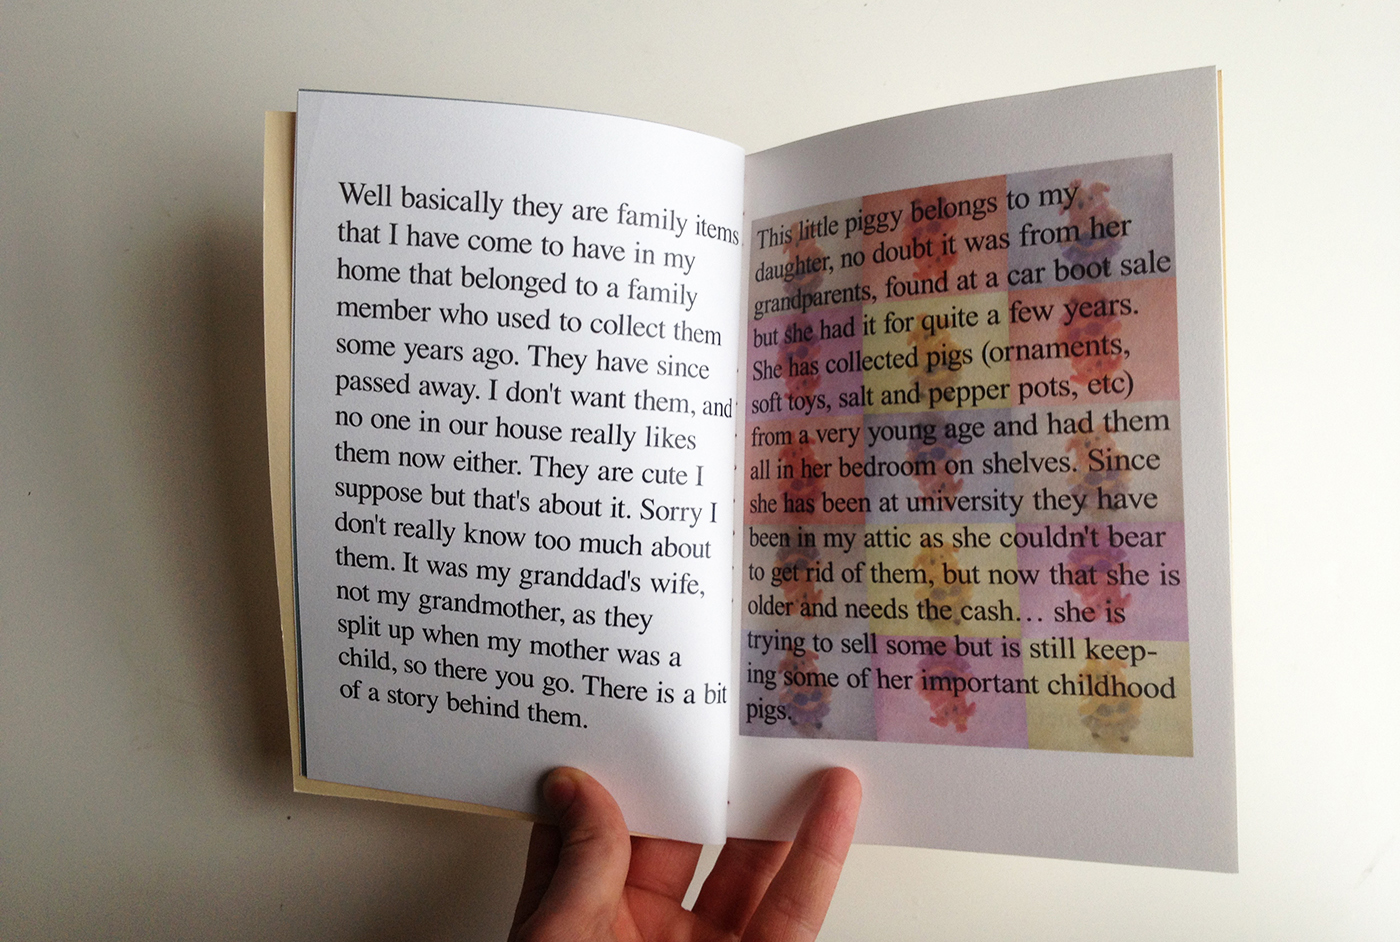 Well basically they are family items
that I have come to have in my
home that belonged to a family
member who used to collect them
some years ago. They have since
passed away. I don't want them, and
no one in our house really likes
them now either. They are cute I
suppose but that's about it. Sorry I
don't really know too much about
them. It was my granddad's wife,
not my grandmother, as they
split up when my mother was a
child, so there you go. There is a bit
of a story behind them.
This little piggy belongs to my
daughter, no doubt it was from her
grandparents, found at a car boot sale
but she had it for quite a few years.
She has collected pigs (ornaments,
soft toys, salt and pepper pots, etc)
from a very young age and had them
all in her bedroom on shelves. Since
she has been at university they have
been in my attic as she couldn't bear
to get rid of them, but now that she is
older and needs the cash... she is
trying to sell some but is still keep-
ing some of her important childhood
pigs.